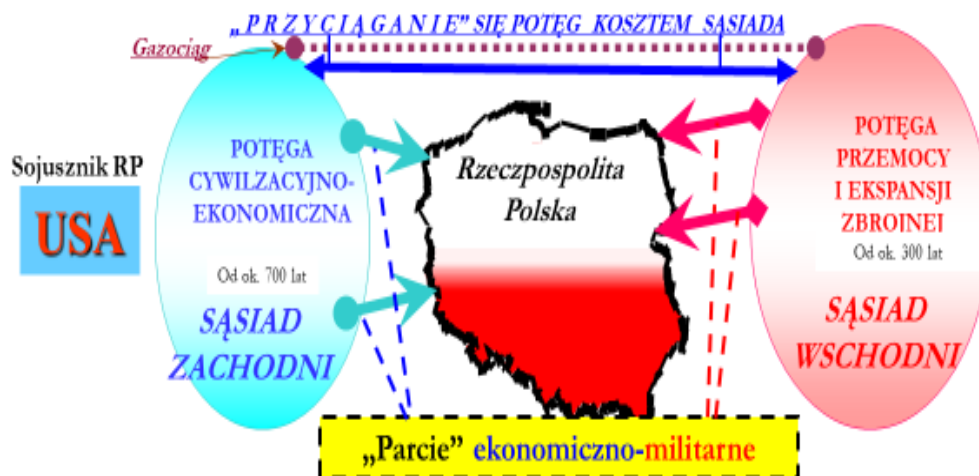 „PRZYCIĄGANIE” SIĘ POTĘG KOSZTEM SĄSIADA
Gazociąg
Sojusznik RP
USA
POTĘGA
CYWILZACYJNO-
EKONOMICZNA
Od ok. 700 lat
SĄSIAD
ZACHODNI
Rzeczpospolita
Polska
POTĘGA
PRZEMOCY
I EKSPANSJI
ZBROJNEJ
Od ok. 300 lat
SĄSIAD
WSCHODNI
„Parcie” ekonomiczno-militarne